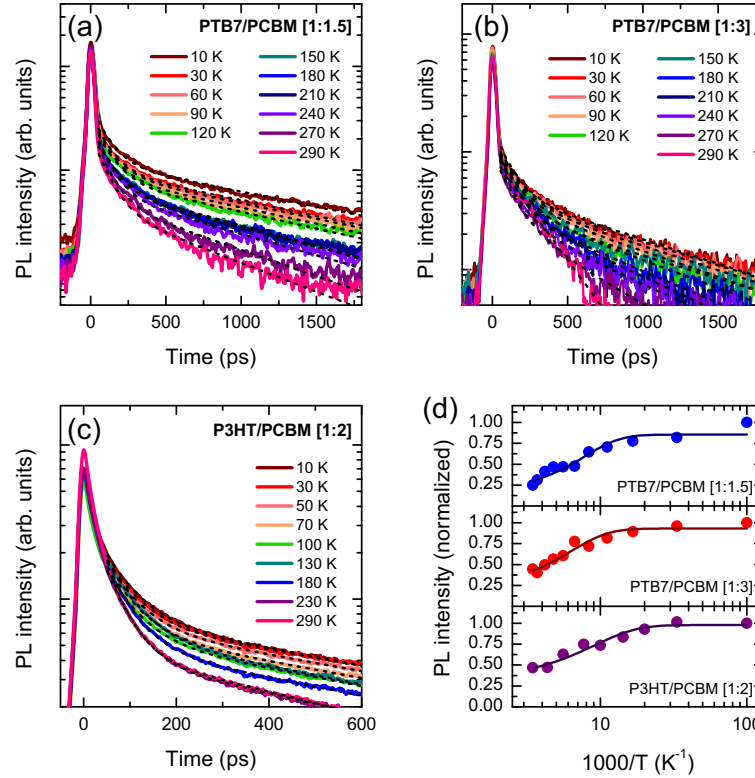 (a) PTB7/PCBM [1:1.5]
10 K 150 K
30 K 180 K
60 K 210 K
90 K 240 K
120 K 270 K
290 K
PL intensity (arb. units)
0 500 1000 1500
Time (ps)
(b) PTB7/PCBM [1:3]
10 K 150 K
30 K 180 K
60 K 210 K
90 K 240 K
120 K 270 K
290 K
PL intensity (arb. units)
0 500 1000 1500
Time (ps)
(c) P3HT/PCBM [1:2]
10 K
30 K
50 K
70 K
100 K
130 K
180 K
230 K
290 K
PL intensity (arb. units)
0 200 400 600
Time (ps)
(d)
PL intensity (normalized)
1.00
0.75
0.50
0.25
PTB7/PCBM [1:1.5]
1.00
0.75
0.50
0.25
0.00
PTB7/PCBM [1:3]
1.00
0.75
0.50
0.25
0.00
P3HT/PCBM [1:2]
10 100
1000/T (K⁻¹)